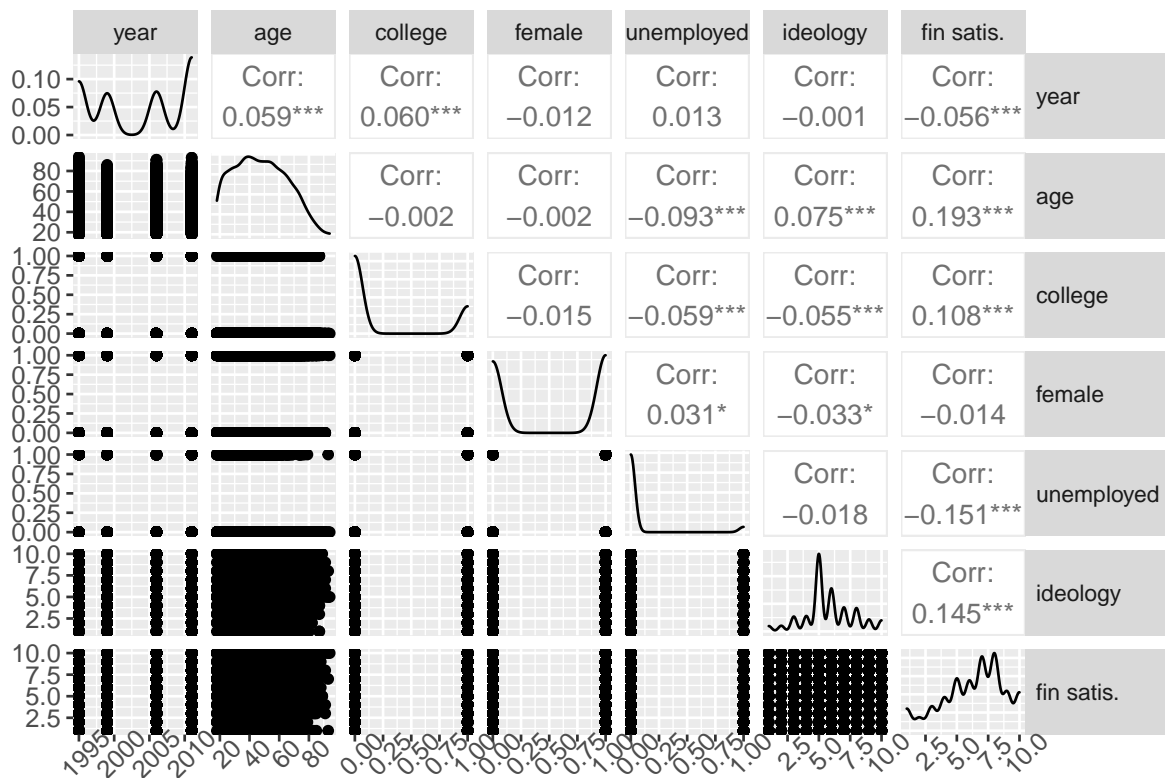 year age college female unemployed ideology fin satis.
0.10
0.05
0.00
Corr:
0.059***
Corr:
0.060***
Corr:
−0.012
Corr:
0.013
Corr:
−0.001
Corr:
−0.056***
year
80
60
40
20
Corr:
−0.002
Corr:
−0.002
Corr:
−0.093***
Corr:
0.075***
Corr:
0.193***
age
1.00
0.75
0.50
0.25
0.00
Corr:
−0.015
Corr:
−0.059***
Corr:
−0.055***
Corr:
0.108***
college
1.00
0.75
0.50
0.25
0.00
Corr:
0.031*
Corr:
−0.033*
Corr:
−0.014
female
1.00
0.75
0.50
0.25
0.00
Corr:
−0.018
Corr:
−0.151***
unemployed
10.0
7.5
5.0
2.5
Corr:
0.145***
ideology
10.0
7.5
5.0
2.5
fin satis.
1995 2000 2005 2010 20 40 60 80 0.00 0.25 0.50 0.75 1.00 0.00 0.25 0.50 0.75 1.00 0.00 0.25 0.50 0.75 1.00 2.5 5.0 7.5 10.0 2.5 5.0 7.5 10.0